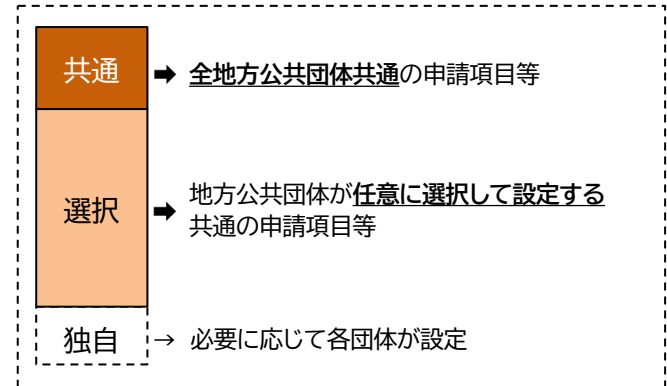 共通 ➡ 全地方公共団体共通の申請項目等
選択 ➡ 地方公共団体が任意に選択して設定する
共通の申請項目等
独自 → 必要に応じて各団体が設定